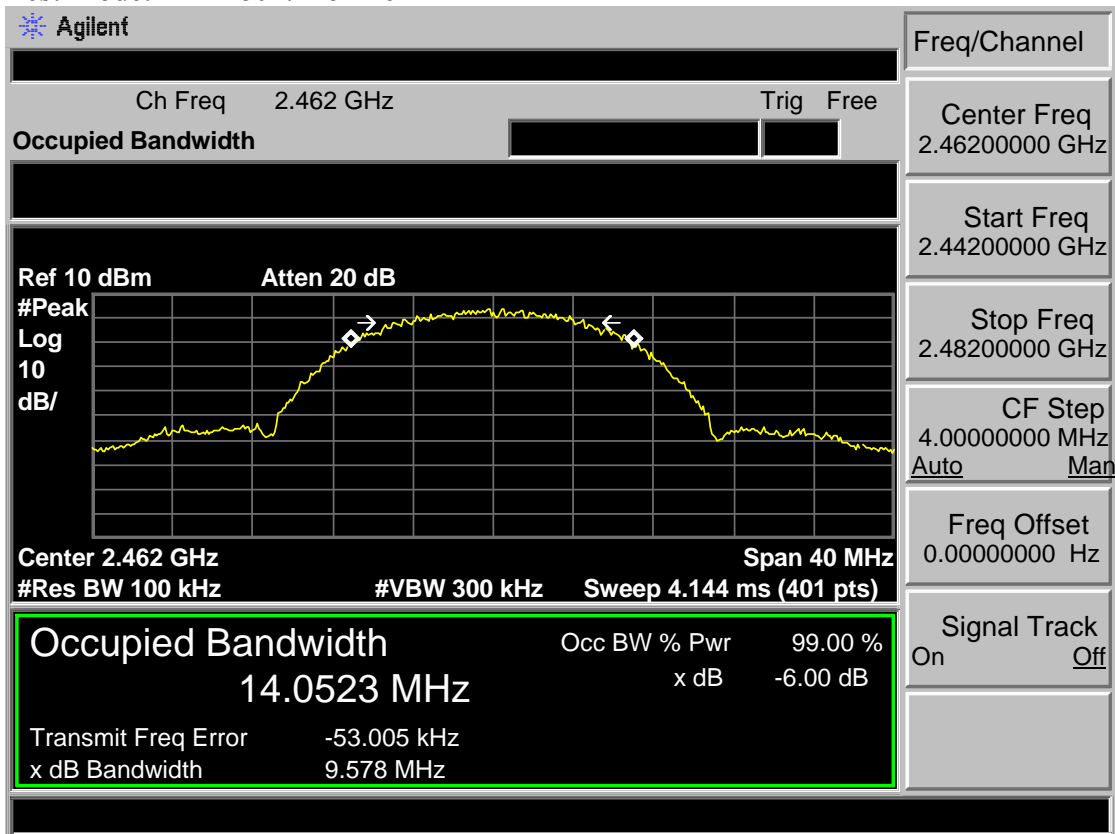 Agilent
Freq/Channel
Ch Freq 2.462 GHz Trig Free
Occupied Bandwidth
Center Freq
2.46200000 GHz
Start Freq
2.44200000 GHz
Stop Freq
2.48200000 GHz
CF Step
4.00000000 MHz
Auto Man
Freq Offset
0.00000000 Hz
Signal Track
On Off
Ref 10 dBm Atten 20 dB
#Peak
Log
10
dB/
Center 2.462 GHz Span 40 MHz
#Res BW 100 kHz #VBW 300 kHz Sweep 4.144 ms (401 pts)
Occupied Bandwidth Occ BW % Pwr 99.00 %
14.0523 MHz x dB -6.00 dB
Transmit Freq Error -53.005 kHz
x dB Bandwidth 9.578 MHz